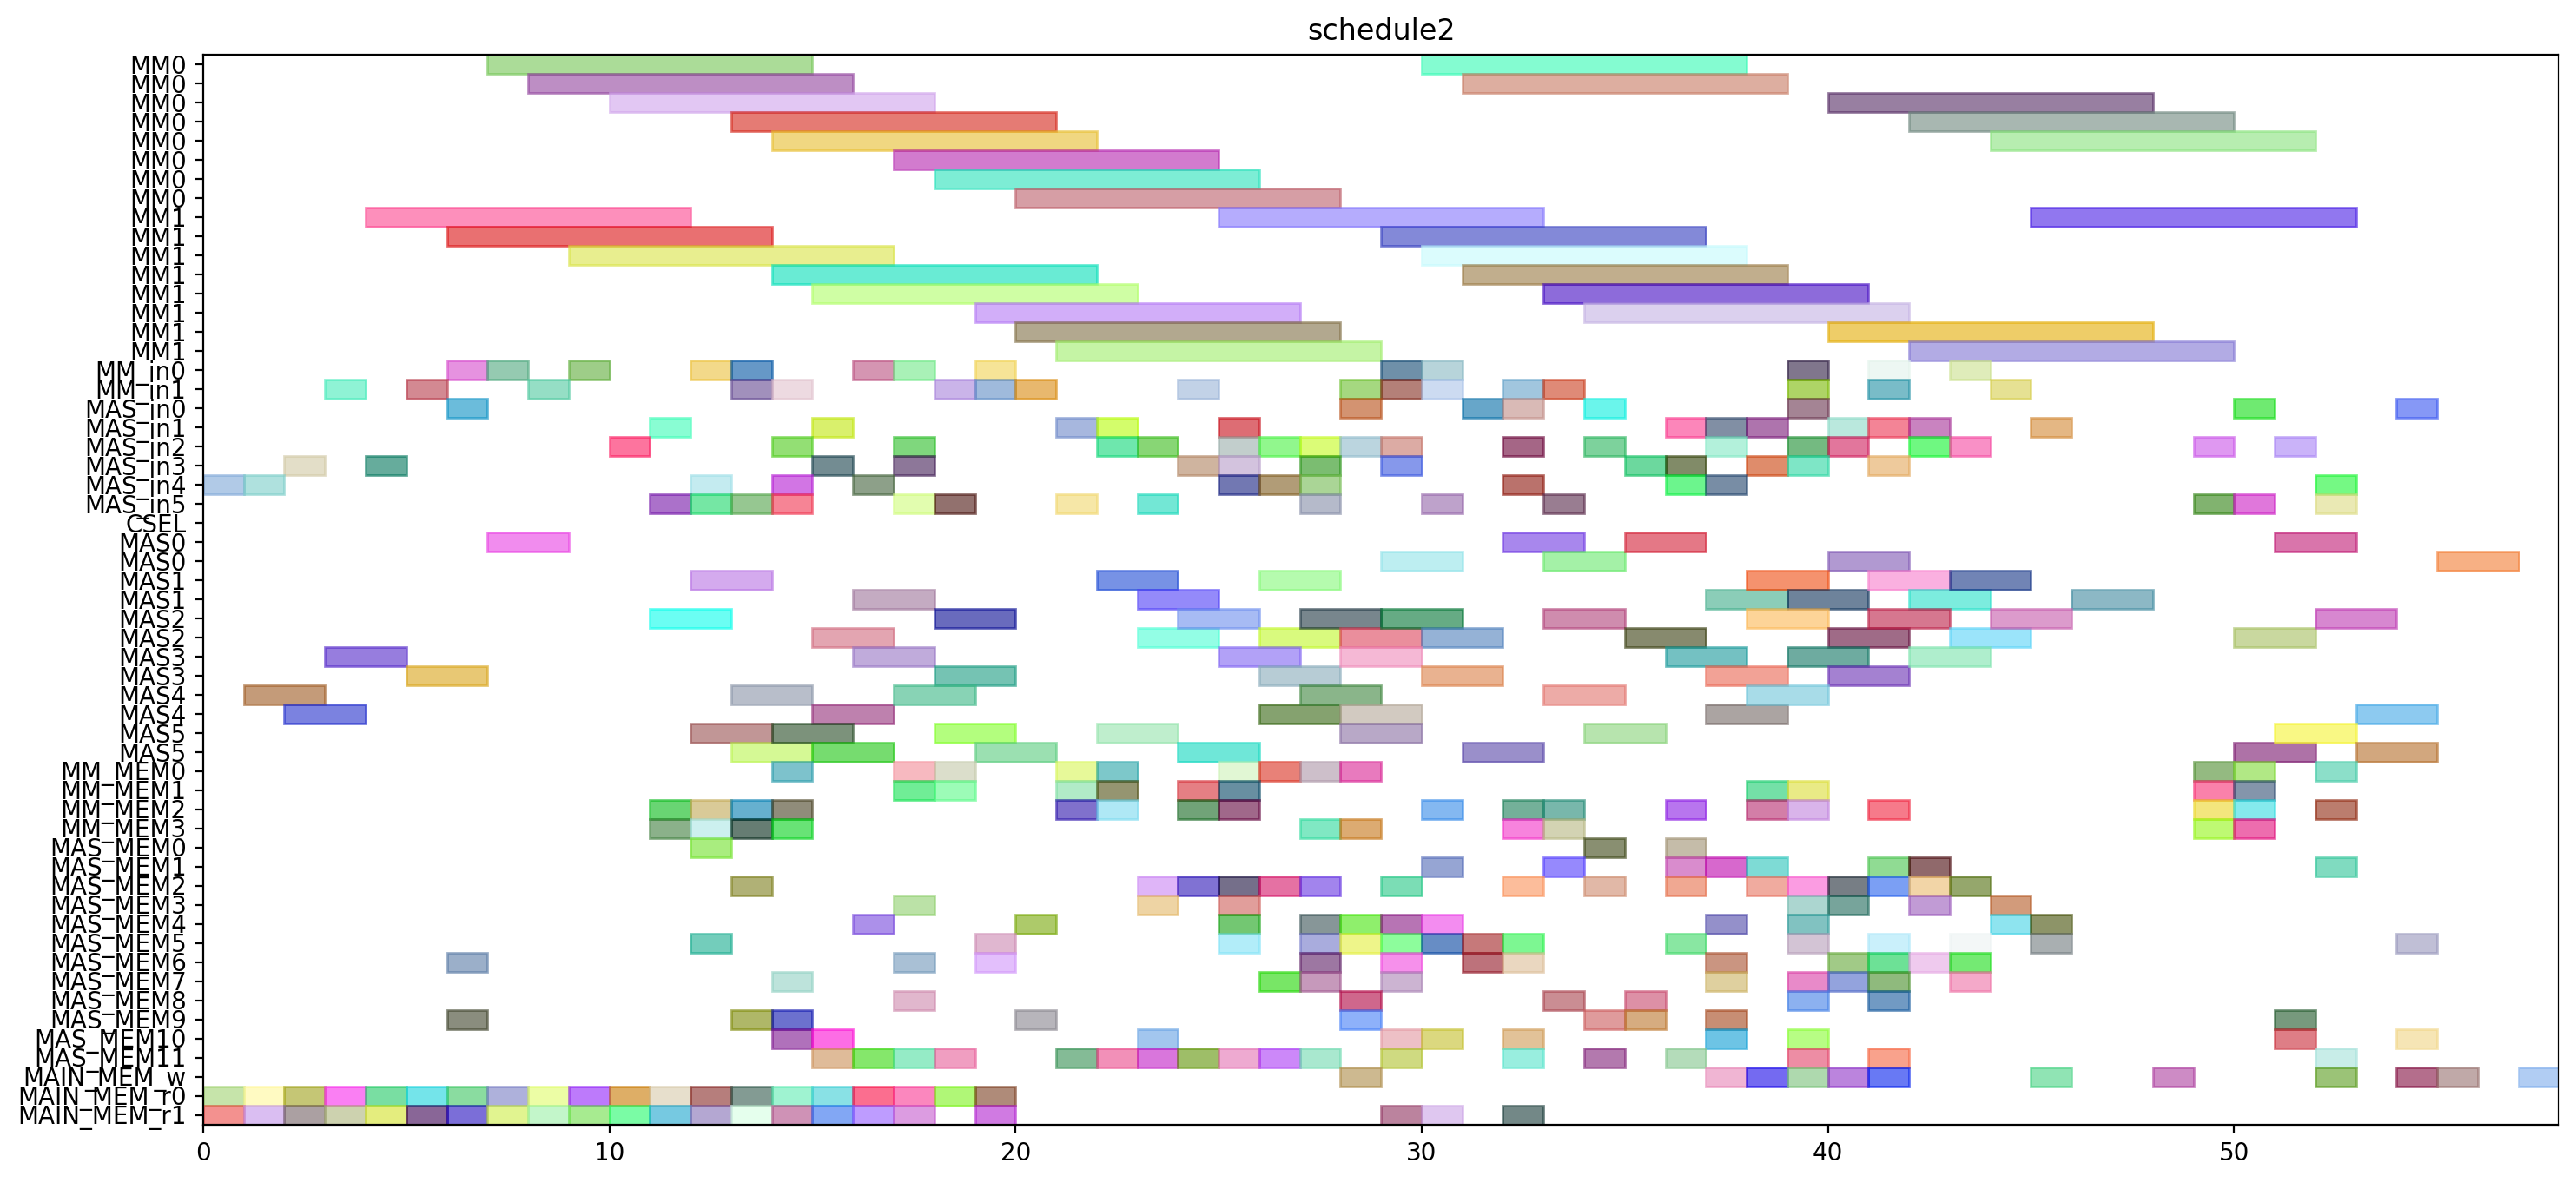 schedule2
MM0
MM0
MM0
MM0
MM0
MM0
MM0
MM0
MM1
MM1
MM1
MM1
MM1
MM1
MM1
MM1
MM_in0
MM_in1
MAS_in0
MAS_in1
MAS_in2
MAS_in3
MAS_in4
MAS_in5
CSEL
MAS0
MAS0
MAS1
MAS1
MAS2
MAS2
MAS3
MAS3
MAS4
MAS4
MAS5
MAS5
MM_MEM0
MM_MEM1
MM_MEM2
MM_MEM3
MAS_MEM0
MAS_MEM1
MAS_MEM2
MAS_MEM3
MAS_MEM4
MAS_MEM5
MAS_MEM6
MAS_MEM7
MAS_MEM8
MAS_MEM9
MAS_MEM10
MAS_MEM11
MAIN_MEM_w
MAIN_MEM_r0
MAIN_MEM_r1
0 10 20 30 40 50